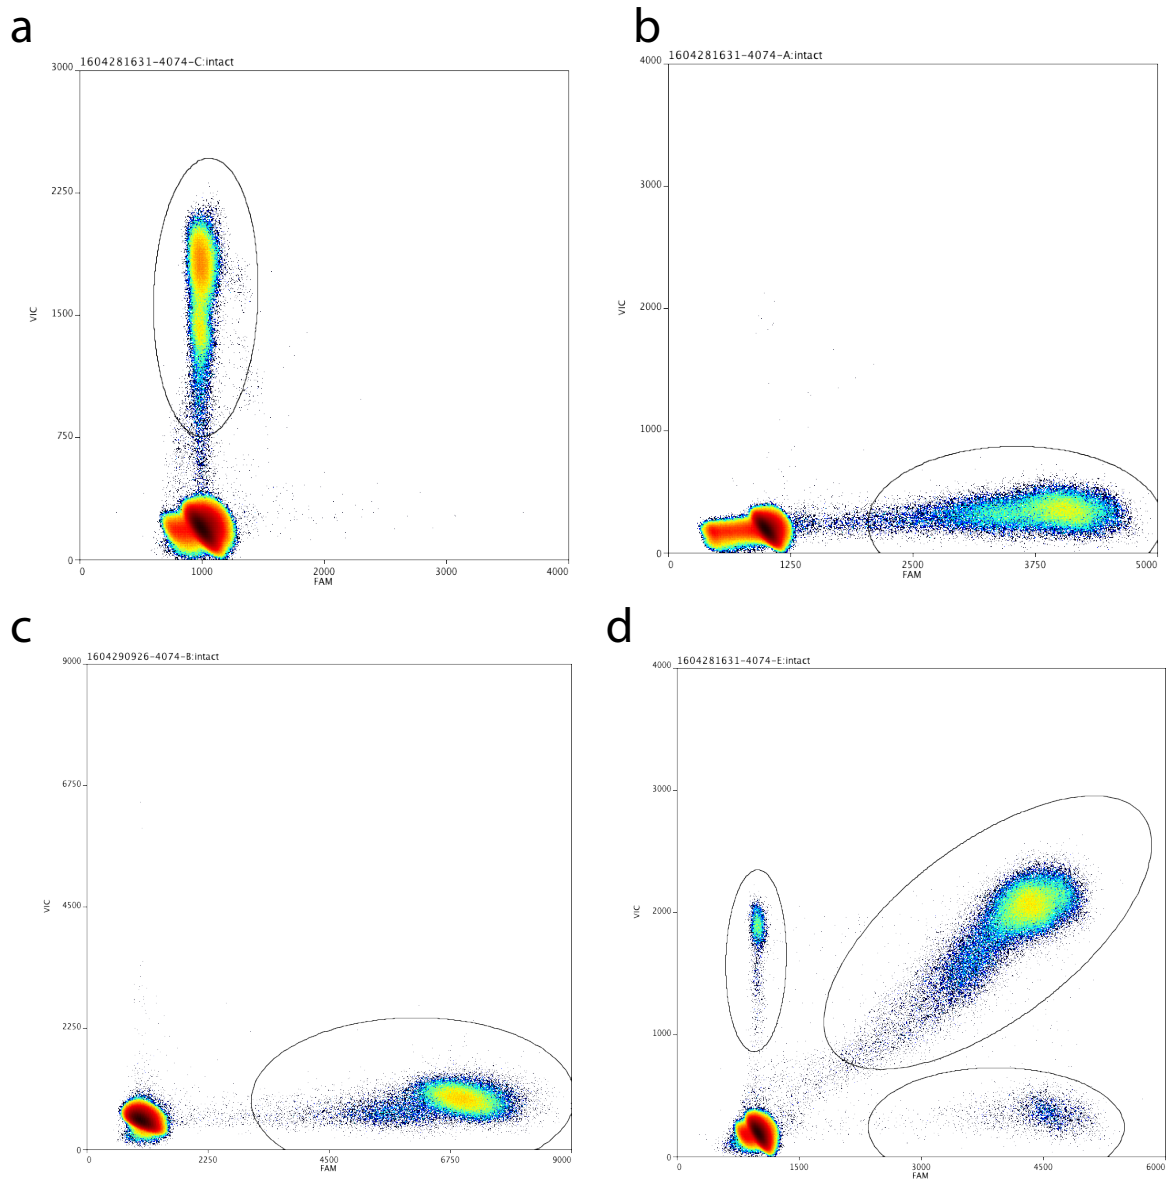 a
1604281631-4074-C:intact
3000
2250
1500
750
0
VIC
0 1000 2000 3000 4000
FAM
b
1604281631-4074-A:intact
4000
3000
2000
1000
0
VIC
0 1250 2500 3750 5000
FAM
c
1604290926-4074-B:intact
9000
6750
4500
2250
0
VIC
0 2250 4500 6750 9000
FAM
d
1604281631-4074-E:intact
4000
3000
2000
1000
0
VIC
0 1500 3000 4500 6000
FAM